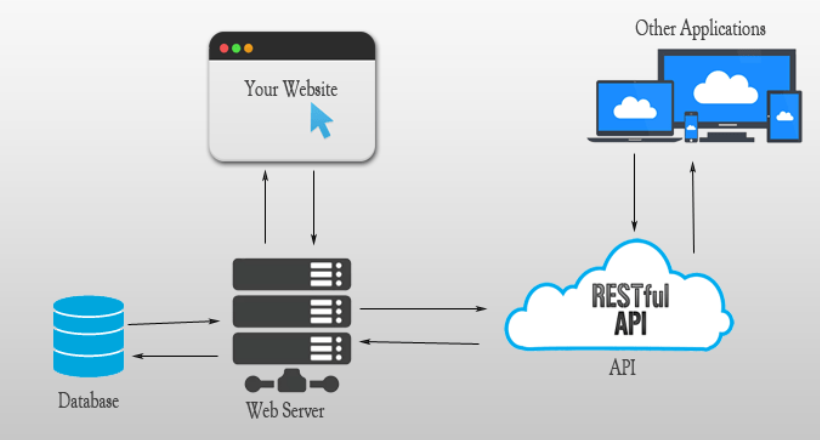 Other Applications
Your Website
RESTful
API
API
Database
Web Server